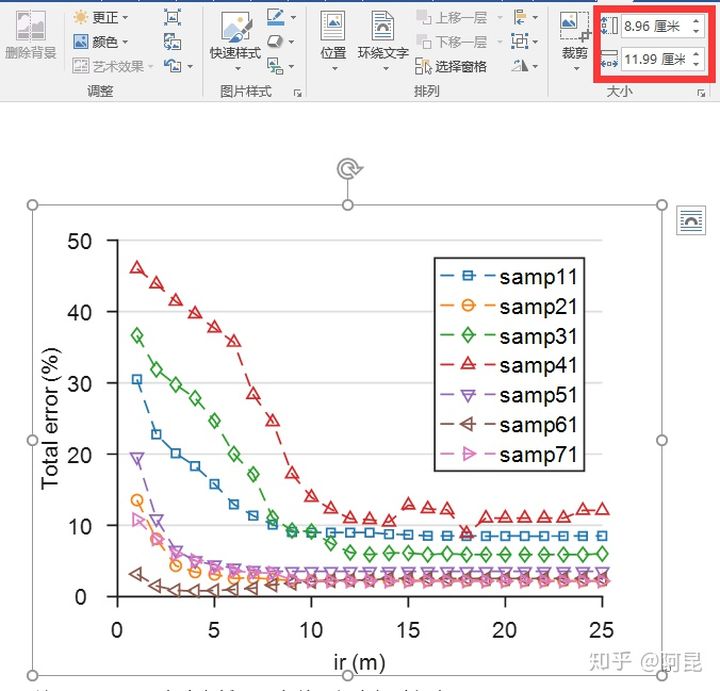 删除背景
更正
颜色
艺术效果
调整
快速样式
图片样式
位置
环绕文字
上移一层
下移一层
选择窗格
排列
裁剪
8.96 厘米
11.99 厘米
大小
50
40
30
20
10
0
Total error (%)
samp11
samp21
samp31
samp41
samp51
samp61
samp71
0 5 10 15 20 25
ir (m)
知乎 @阿昆